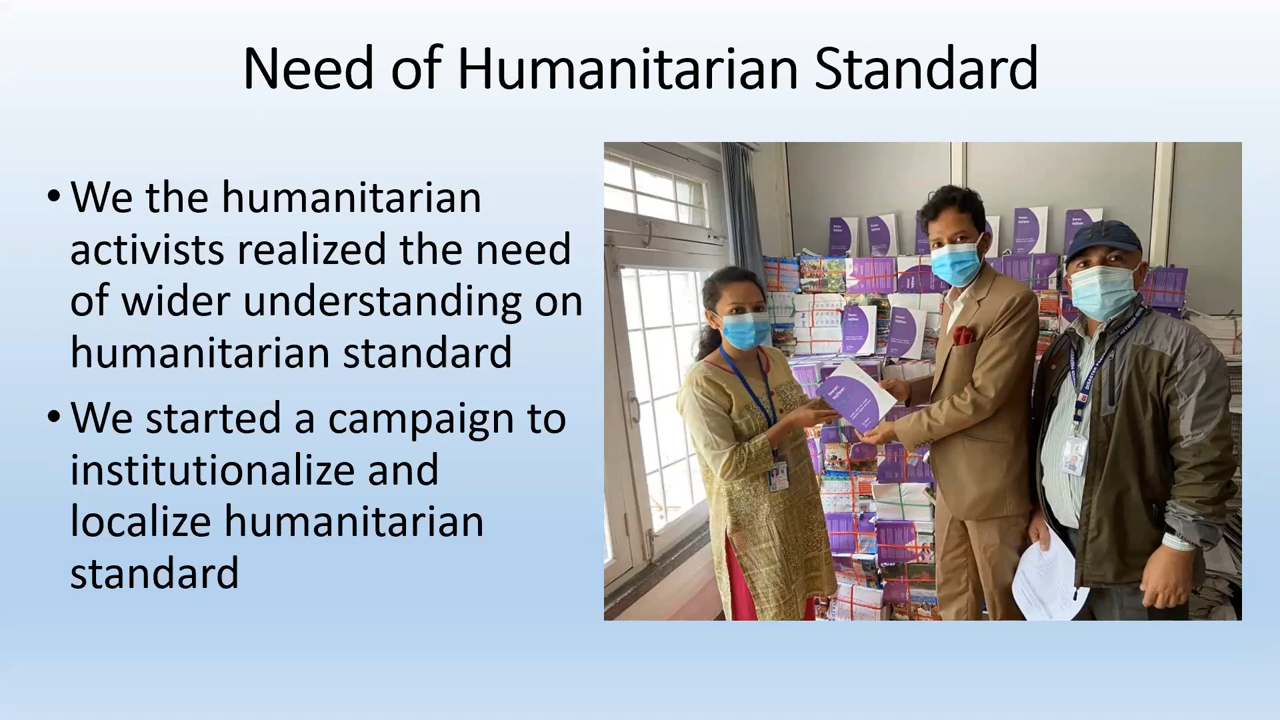 Need of Humanitarian Standard
• We the humanitarian
activists realized the need
of wider understanding on
humanitarian standard
• We started a campaign to
institutionalize and
localize humanitarian
standard